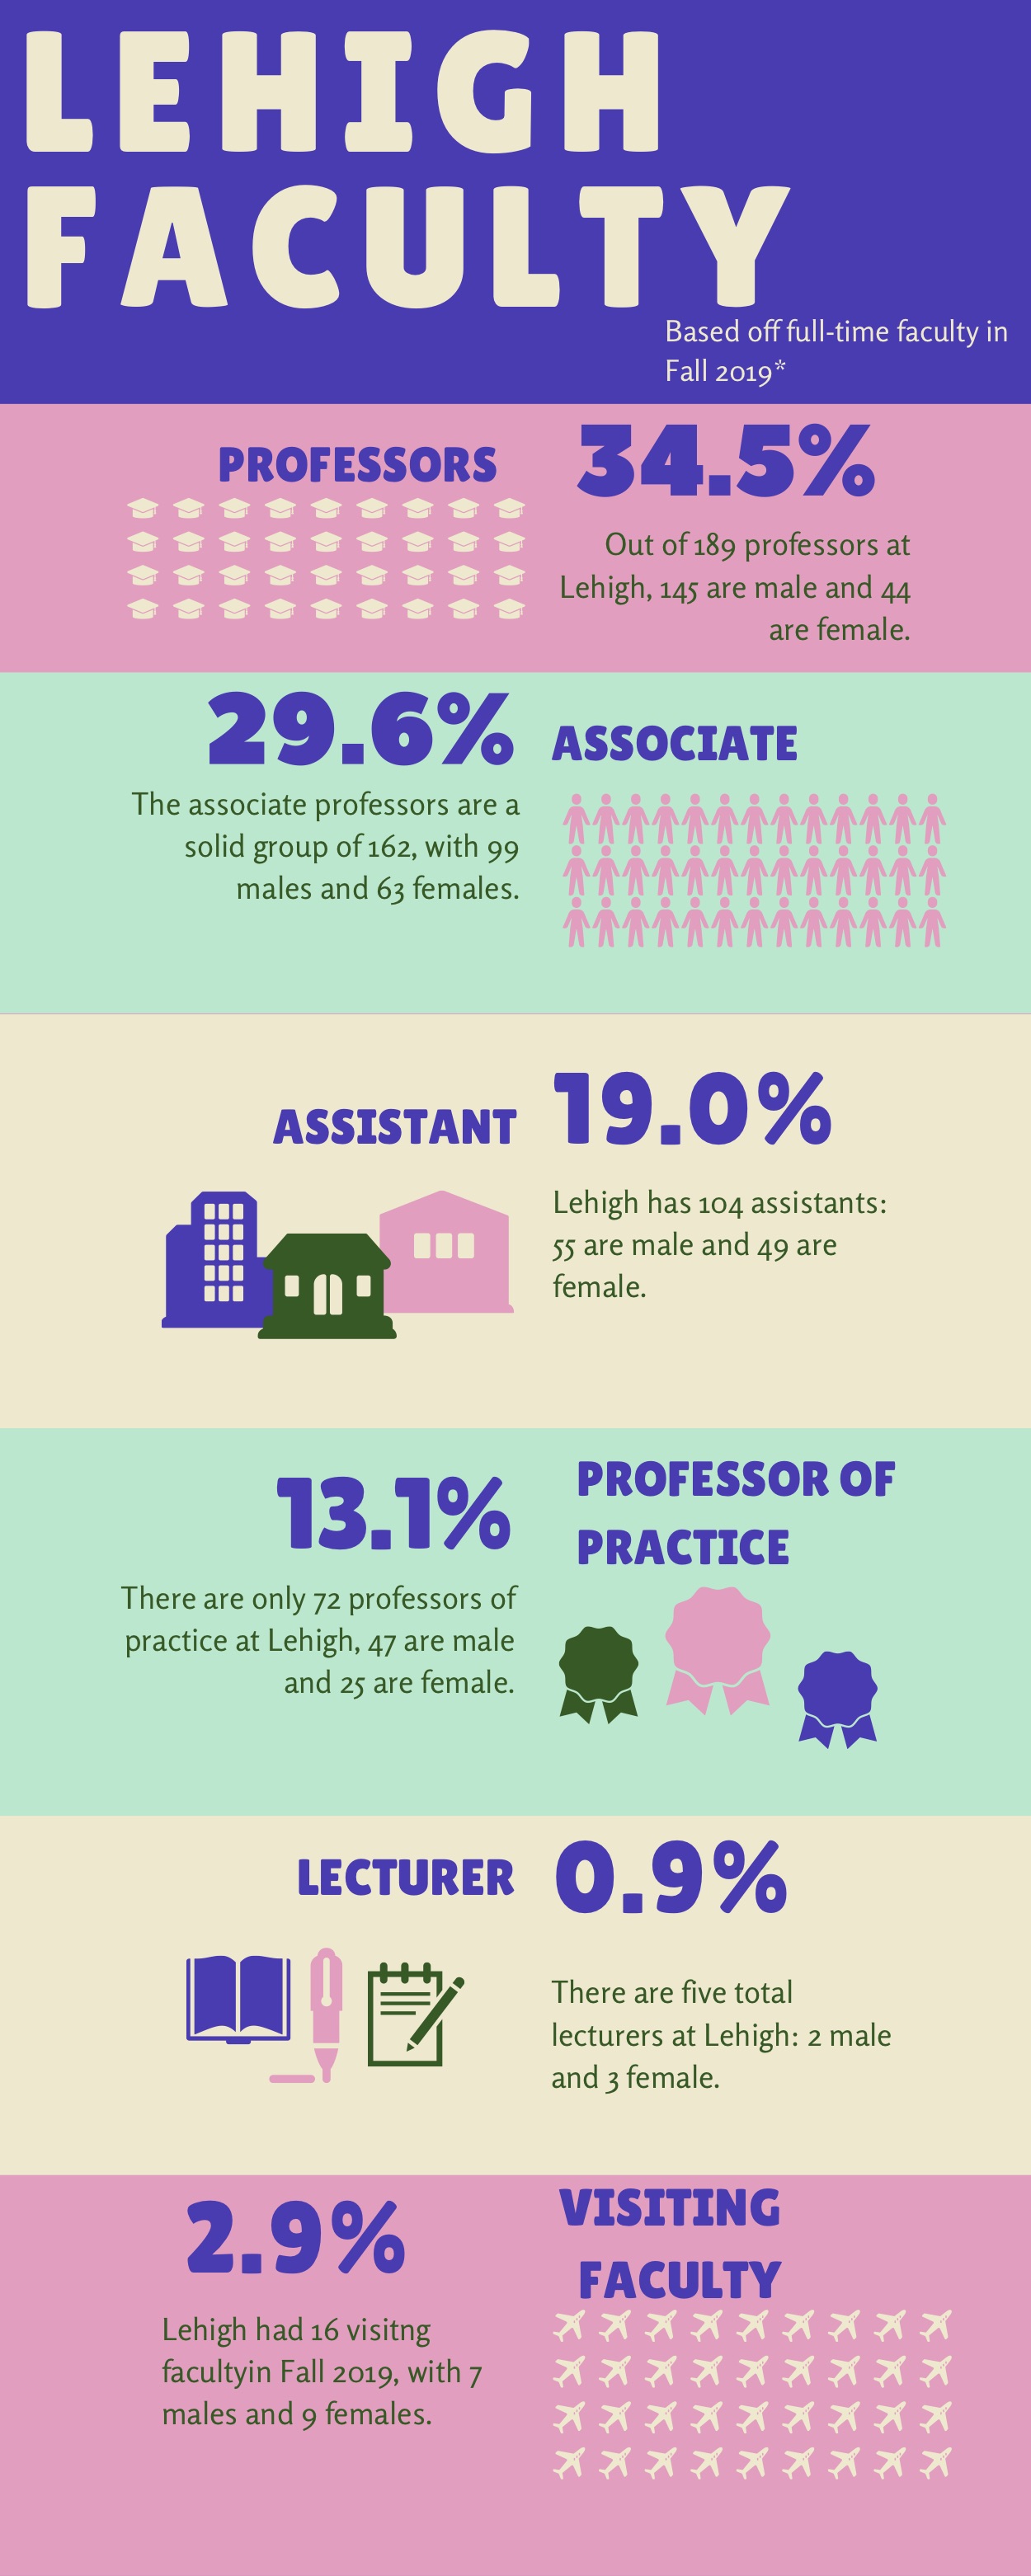 LEHIGH
FACULTY
Based off full-time faculty in
Fall 2019*
PROFESSORS
34.5%
Out of 189 professors at
Lehigh, 145 are male and 44
are female.
29.6%
The associate professors are a
solid group of 162, with 99
males and 63 females.
ASSOCIATE
ASSISTANT
19.0%
Lehigh has 104 assistants:
55 are male and 49 are
female.
13.1%
There are only 72 professors of
practice at Lehigh, 47 are male
and 25 are female.
PROFESSOR OF
PRACTICE
LECTURER
0.9%
There are five total
lecturers at Lehigh: 2 male
and 3 female.
2.9%
Lehigh had 16 visitng
facultyin Fall 2019, with 7
males and 9 females.
VISITING
FACULTY